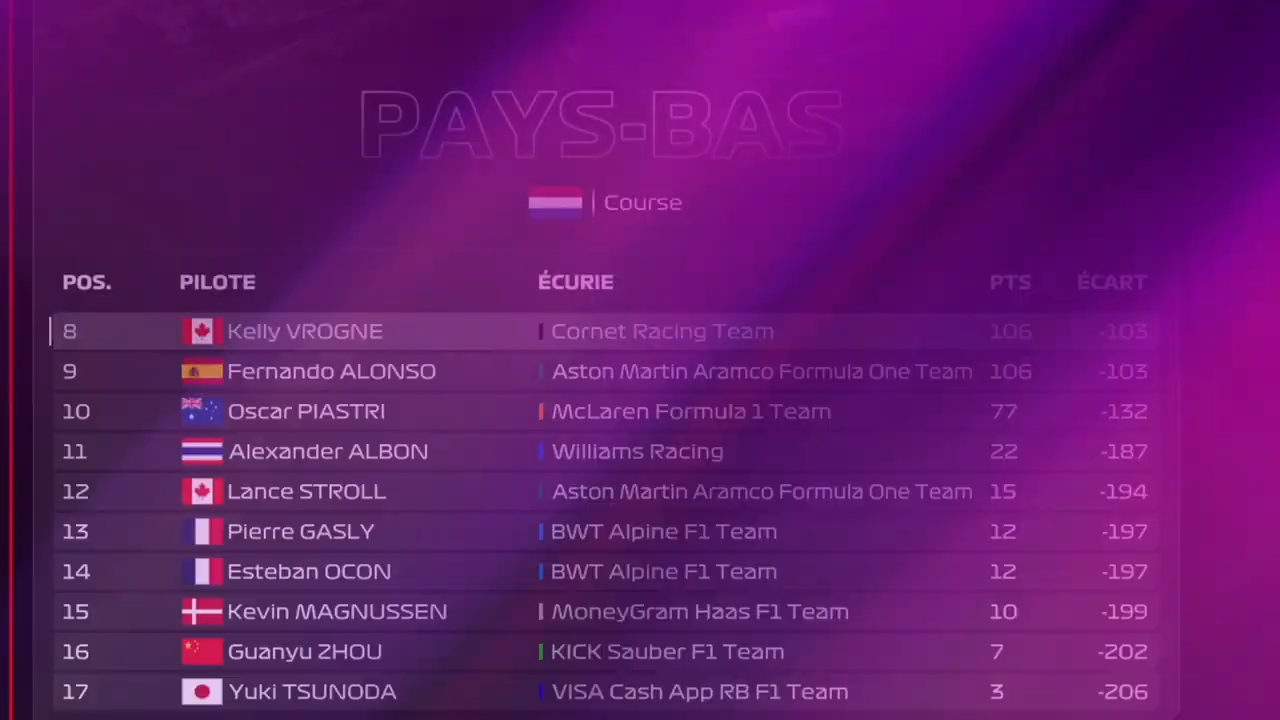 PAYS-BAS
Course
POS. PILOTE ÉCURIE PTS ÉCART
8 Kelly VROGNE Cornet Racing Team 106 -103
9 Fernando ALONSO Aston Martin Aramco Formula One Team 106 -103
10 Oscar PIASTRI McLaren Formula 1 Team 77 -132
11 Alexander ALBON Williams Racing 22 -187
12 Lance STROLL Aston Martin Aramco Formula One Team 15 -194
13 Pierre GASLY BWT Alpine F1 Team 12 -197
14 Esteban OCON BWT Alpine F1 Team 12 -197
15 Kevin MAGNUSSEN MoneyGram Haas F1 Team 10 -199
16 Guanyu ZHOU KICK Sauber F1 Team 7 -202
17 Yuki TSUNODA VISA Cash App RB F1 Team 3 -206